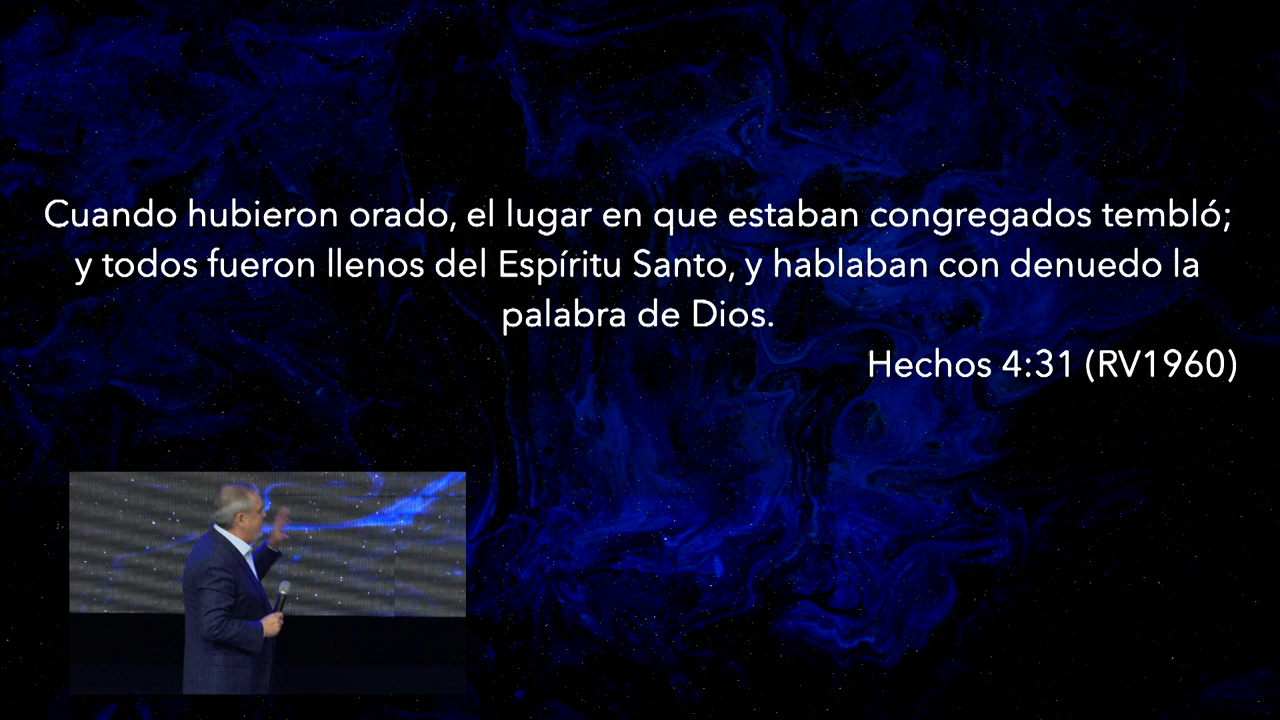 Cuando hubieron orado, el lugar en que estaban congregados tembló;
y todos fueron llenos del Espíritu Santo, y hablaban con denuedo la
palabra de Dios.
Hechos 4:31 (RV1960)